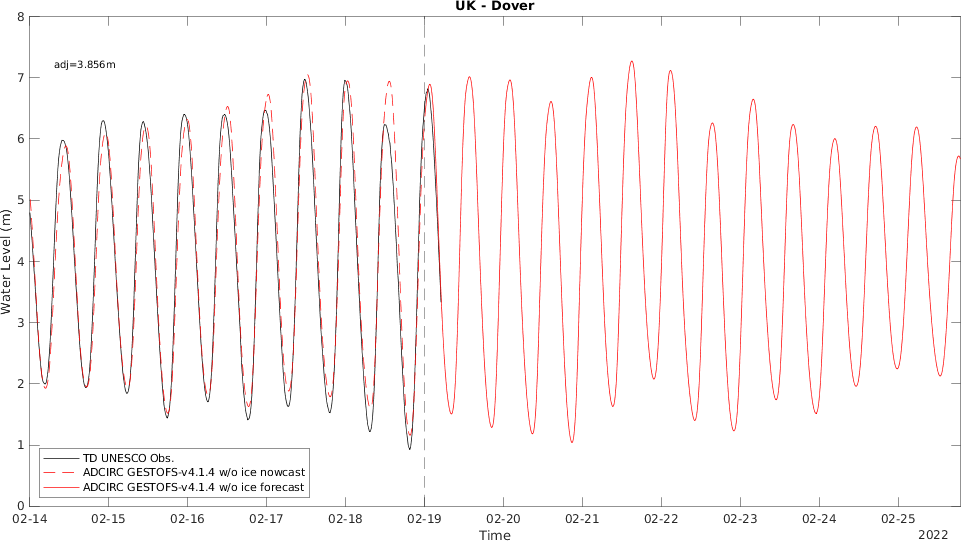 UK - Dover
8
adj=3.856m
7
6
5
4
3
2
1
0
Water Level (m)
TD UNESCO Obs.
ADCIRC GESTOFS-v4.1.4 w/o ice nowcast
ADCIRC GESTOFS-v4.1.4 w/o ice forecast
02-14 02-15 02-16 02-17 02-18 02-19 02-20 02-21 02-22 02-23 02-24 02-25
Time
2022